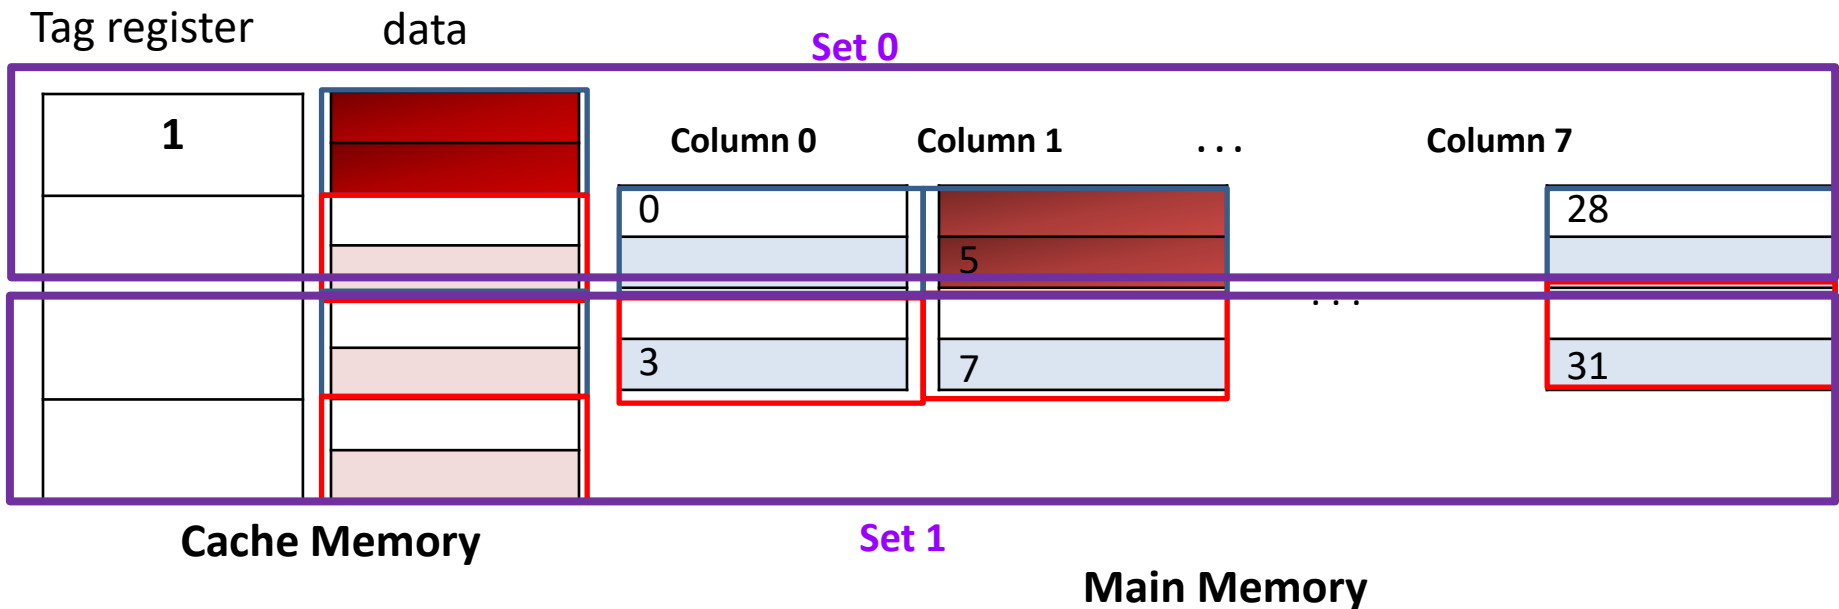 Tag register
data
Set 0
1
Column 0
Column 1
. . .
Column 7
0
28
5
. . .
3
7
31
Cache Memory
Set 1
Main Memory